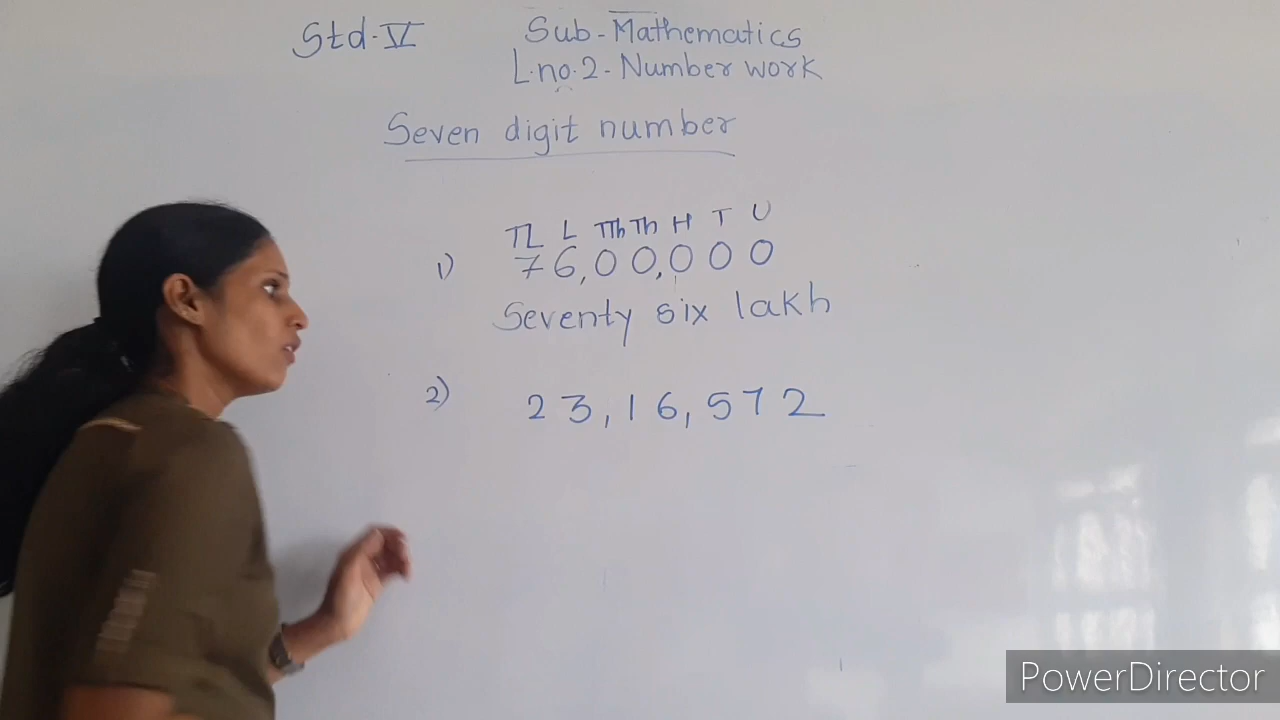 Std. V Sub - Mathematics
L.no.2 - Number work
Seven digit number
TL L TTh Th H T U
1) 76,00,000
Seventy six lakh
2) 23,16,572
PowerDirector